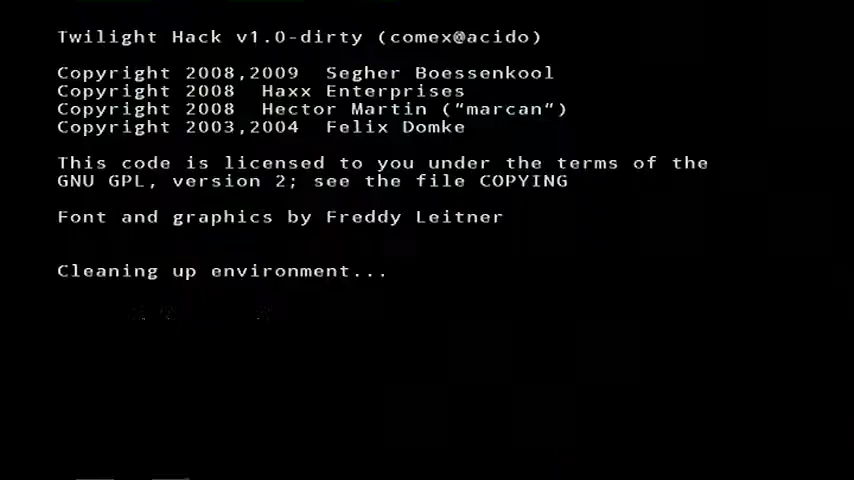 Twilight Hack v1.0-dirty (comex@acido)
Copyright 2008,2009  Segher Boessenkool
Copyright 2008  Haxx Enterprises
Copyright 2008  Hector Martin ("marcan")
Copyright 2003,2004  Felix Domke
This code is licensed to you under the terms of the
GNU GPL, version 2; see the file COPYING
Font and graphics by Freddy Leitner
Cleaning up environment...